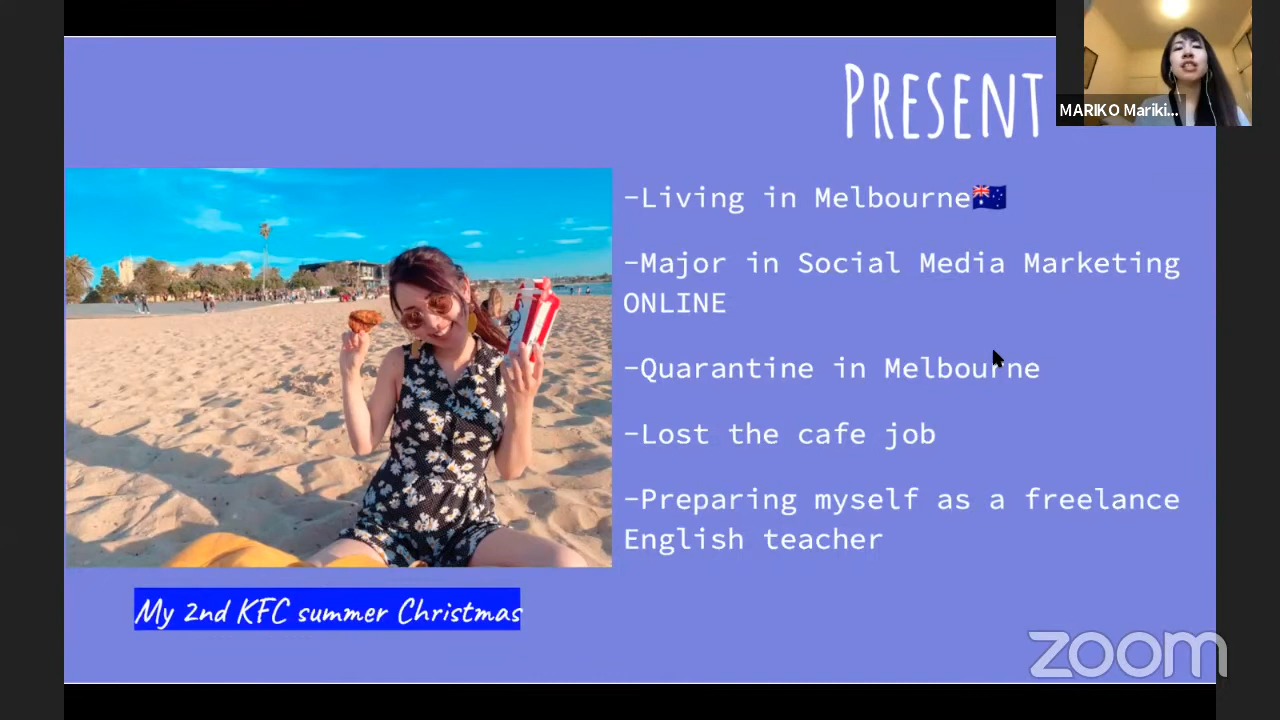 PRESENT
MARIKO Mariki...
-Living in Melbourne🇦🇺
-Major in Social Media Marketing
ONLINE
-Quarantine in Melbourne
-Lost the cafe job
-Preparing myself as a freelance
English teacher
My 2nd KFC summer Christmas
zoom